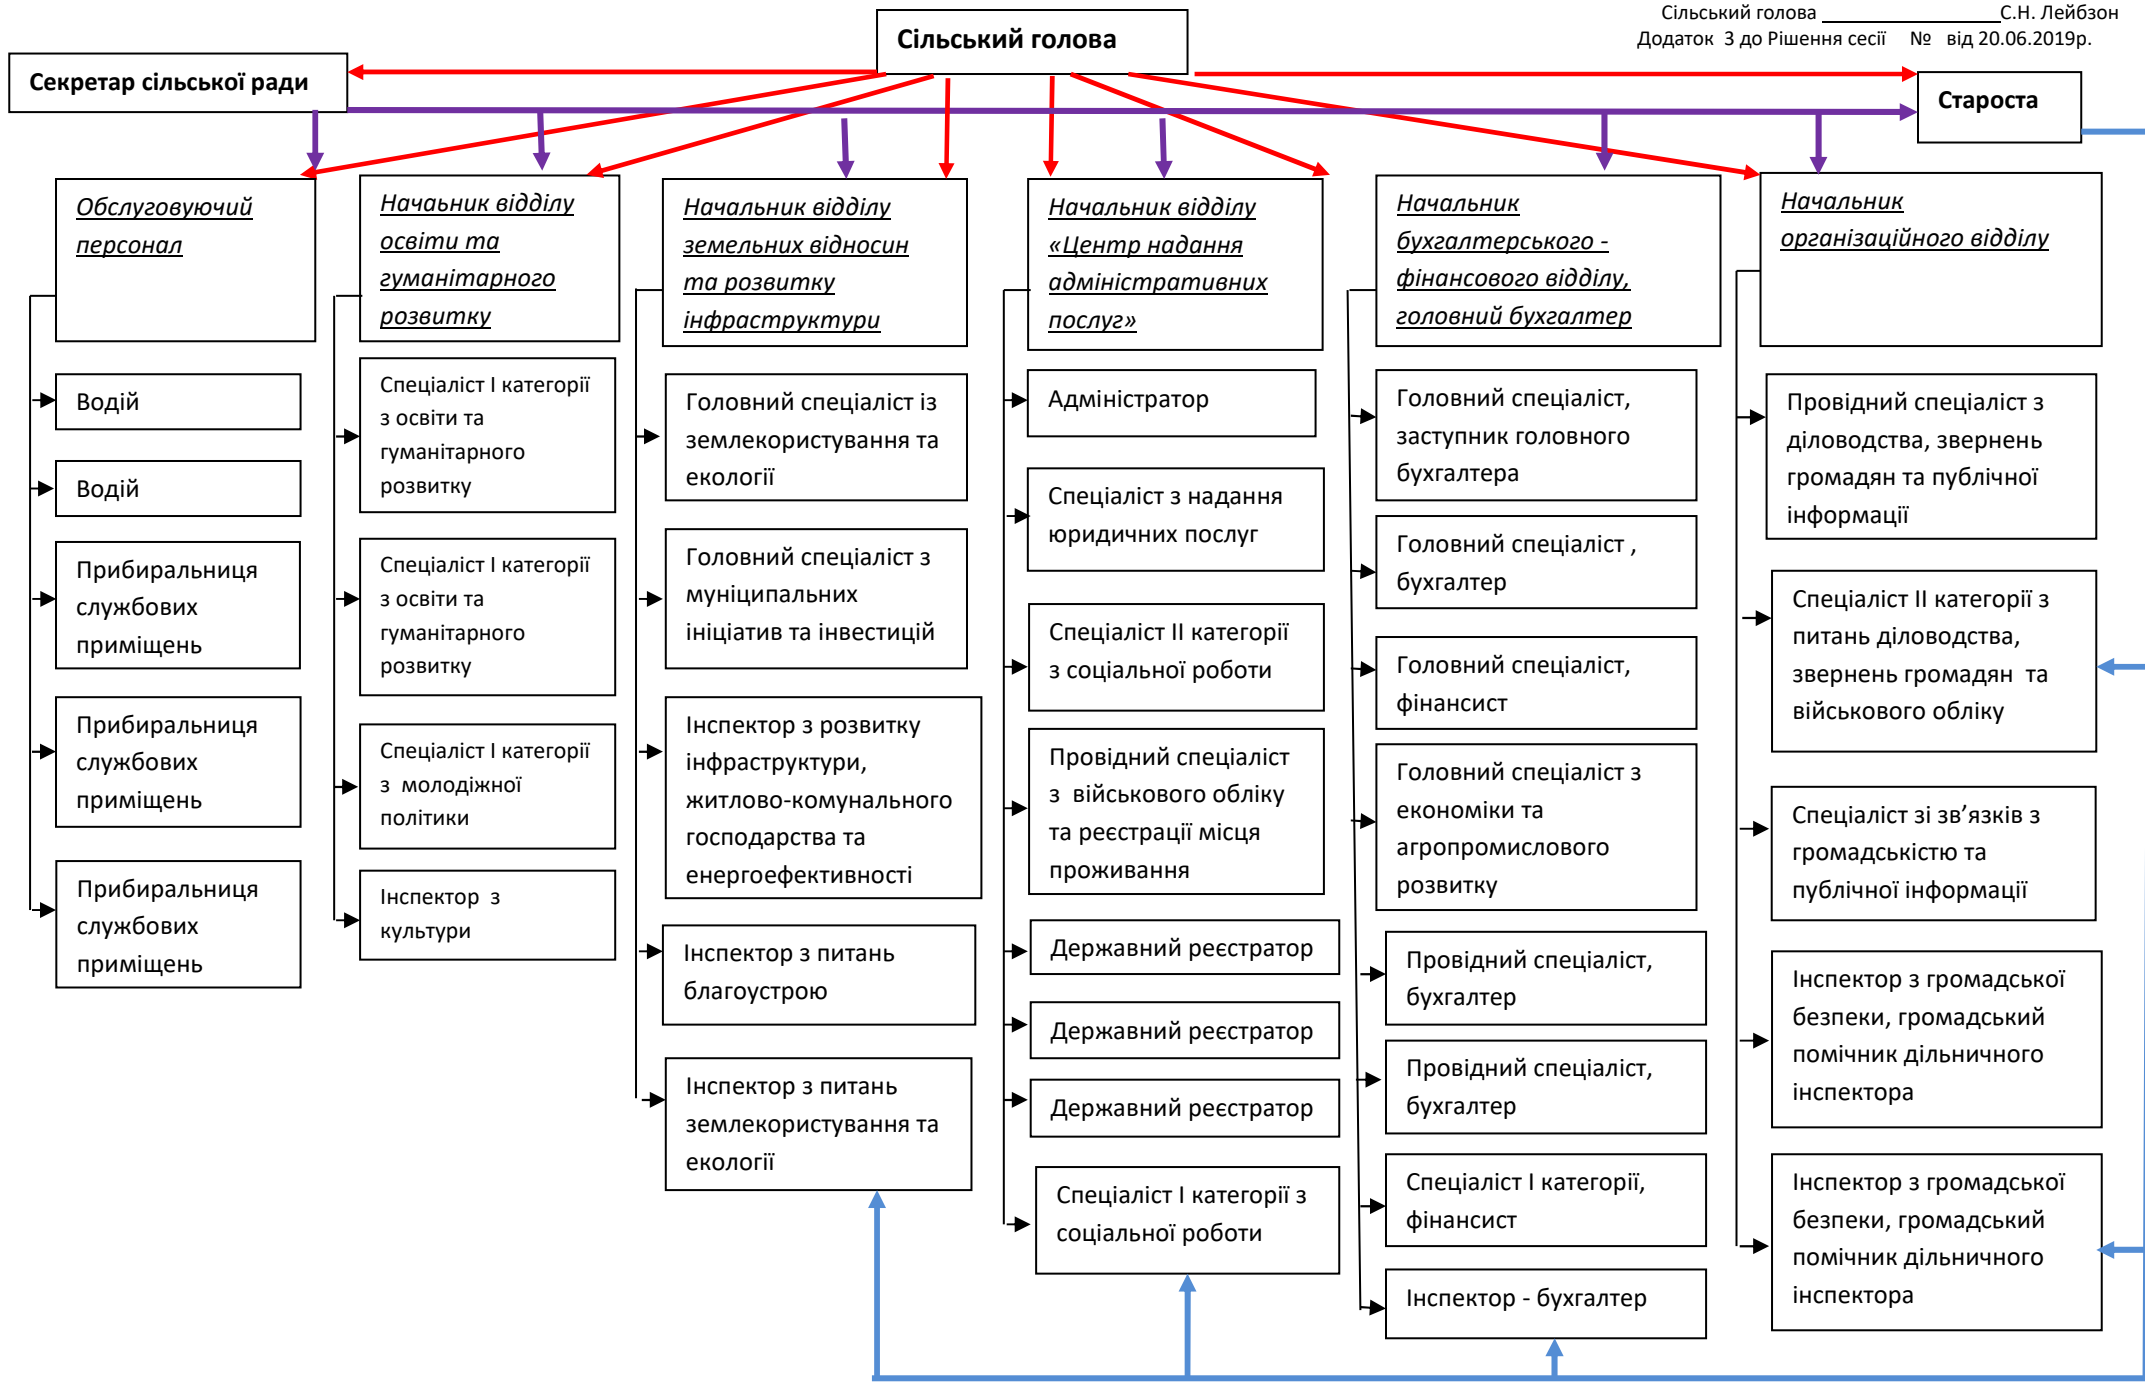 Сільський голова ____________________С.Н. Лейбзон
Додаток 3 до Рішення сесії № від 20.06.2019р.
Сільський голова
Секретар сільської ради
Староста
Обслуговуючий
персонал
Водій
Водій
Прибиральниця
службових
приміщень
Прибиральниця
службових
приміщень
Прибиральниця
службових
приміщень
Начаьник відділу
освіти та
гуманітарного
розвитку
Спеціаліст І категорії
з освіти та
гуманітарного
розвитку
Спеціаліст І категорії
з освіти та
гуманітарного
розвитку
Спеціаліст І категорії
з молодіжної
політики
Інспектор з
культури
Начальник відділу
земельних відносин
та розвитку
інфраструктури
Головний спеціаліст із
землекористування та
екології
Головний спеціаліст з
муніципальних
ініціатив та інвестицій
Інспектор з розвитку
інфраструктури,
житлово-комунального
господарства та
енергоефективності
Інспектор з питань
благоустрою
Інспектор з питань
землекористування та
екології
Начальник відділу
«Центр надання
адміністративних
послуг»
Адміністратор
Спеціаліст з надання
юридичних послуг
Спеціаліст ІІ категорії
з соціальної роботи
Провідний спеціаліст
з військового обліку
та реєстрації місця
проживання
Державний реєстратор
Державний реєстратор
Державний реєстратор
Спеціаліст І категорії з
соціальної роботи
Начальник
бухгалтерського -
фінансового відділу,
головний бухгалтер
Головний спеціаліст,
заступник головного
бухгалтера
Головний спеціаліст ,
бухгалтер
Головний спеціаліст,
фінансист
Головний спеціаліст з
економіки та
агропромислового
розвитку
Провідний спеціаліст,
бухгалтер
Провідний спеціаліст,
бухгалтер
Спеціаліст І категорії,
фінансист
Інспектор - бухгалтер
Начальник
організаційного відділу
Провідний спеціаліст з
діловодства, звернень
громадян та публічної
інформації
Спеціаліст ІІ категорії з
питань діловодства,
звернень громадян та
військового обліку
Спеціаліст зі зв’язків з
громадськістю та
публічної інформації
Інспектор з громадської
безпеки, громадський
помічник дільничного
інспектора
Інспектор з громадської
безпеки, громадський
помічник дільничного
інспектора